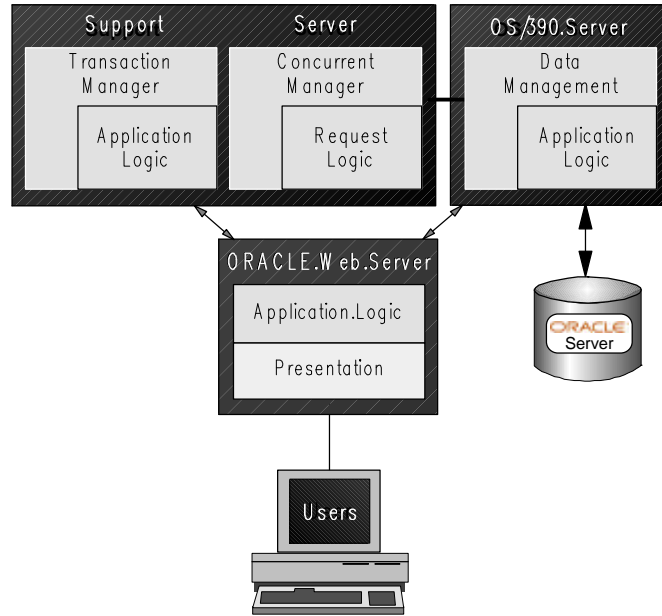 Support
Server
OS/390.Server
Transaction
Manager
Application
Logic
Concurrent
Manager
Request
Logic
Data
Management
Application
Logic
ORACLE.Web.Server
Application.Logic
Presentation
ORACLE
Server
Users